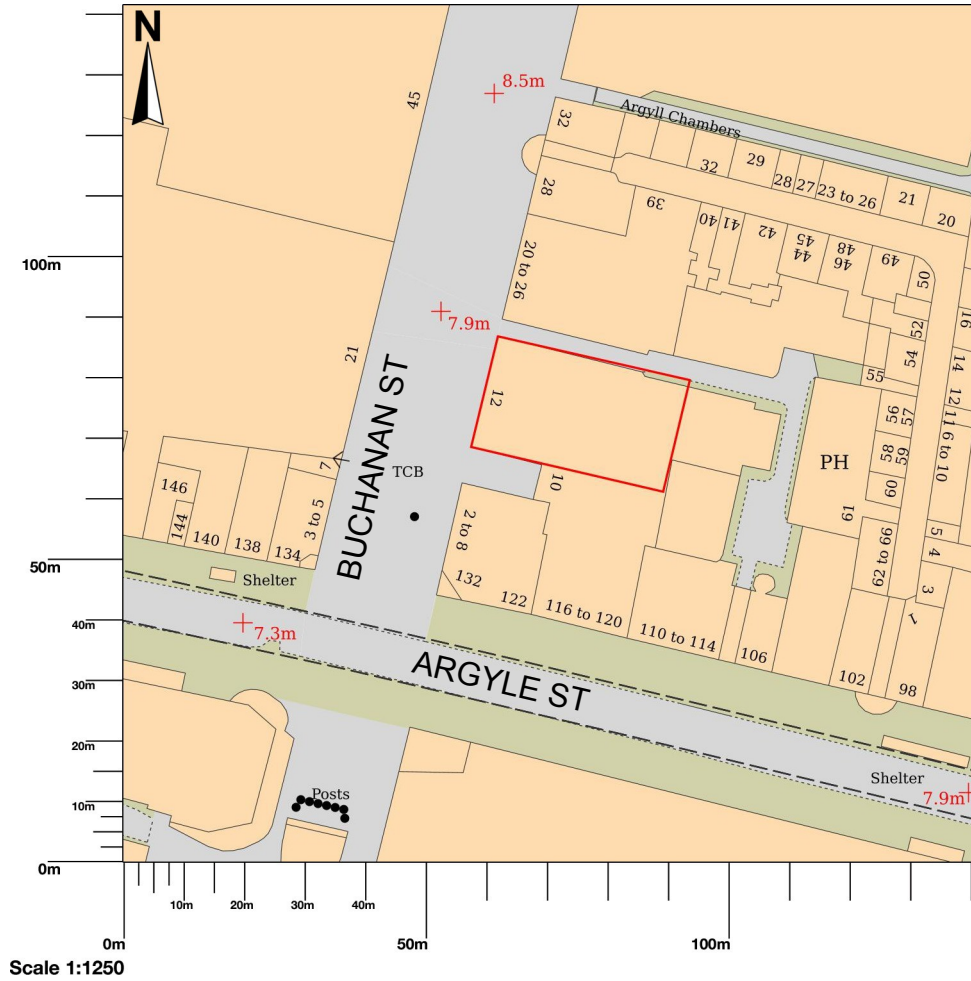 N
8.5m
45
Argyll Chambers
32
32
29
28
27
23 to 26
21
20
28
39
40
41
42
45
44
48
46
49
50
20 to 26
100m
7.9m
16
52
21
54
14
55
12
12
11
56
57
BUCHANAN ST
6 to 10
TCB
7
58
59
PH
146
10
60
19
144
3 to 5
2 to 8
140
138
134
62 to 66
5
4
50m
Shelter
132
3
122
116 to 120
1
40m
7.3m
110 to 114
106
ARGYLE ST
102
98
30m
20m
Shelter
Posts
7.9m
10m
0m
10m
20m
30m
40m
0m
50m
100m
Scale 1:1250